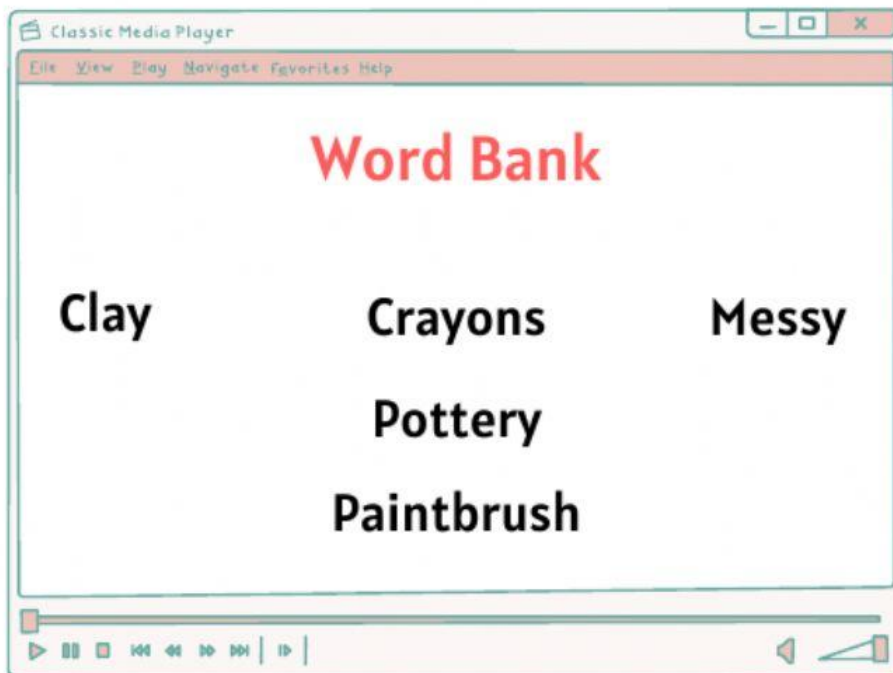 Classic Media Player
File View Play Navigate Favorites Help
Word Bank
Clay Crayons Messy
Pottery
Paintbrush